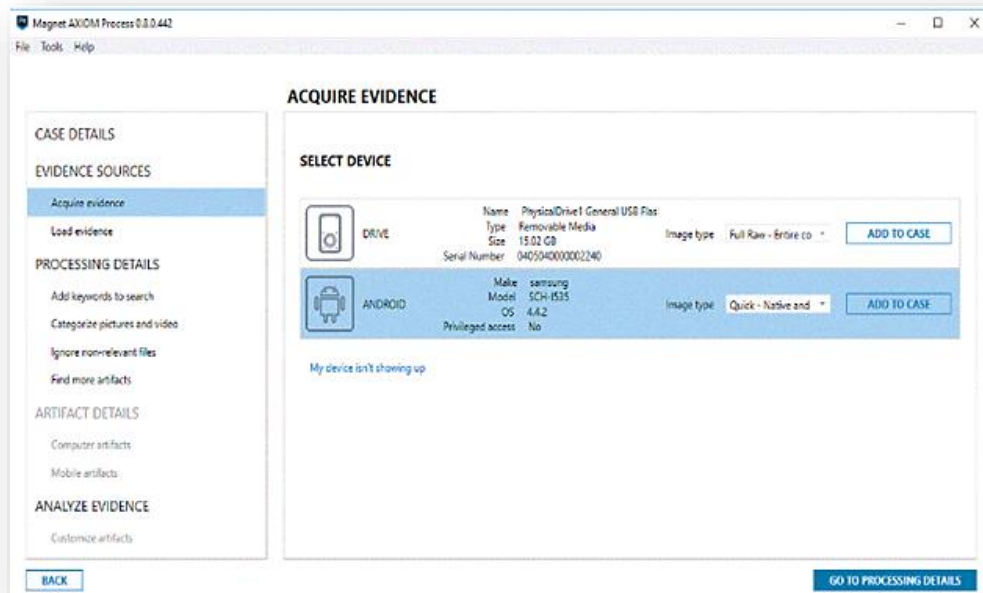 Magnet AXIOM Process 0.8.0.442
File Tools Help
ACQUIRE EVIDENCE
CASE DETAILS
EVIDENCE SOURCES
Acquire evidence
Load evidence
PROCESSING DETAILS
Add keywords to search
Categorize pictures and video
Ignore non-relevant files
Find more artifacts
ARTIFACT DETAILS
Computer artifacts
Mobile artifacts
ANALYZE EVIDENCE
Customize artifacts
SELECT DEVICE
DRIVE
Name PhysicalDrive1 General USB Flas
Type Removable Media
Size 15.02 GB
Serial Number 0405040000002240
Image type Full Raw - Entire co
ADD TO CASE
ANDROID
Make samsung
Model SCH-I535
OS 4.4.2
Privileged access No
Image type Quick - Native and
ADD TO CASE
My device isn't showing up
BACK
GO TO PROCESSING DETAILS